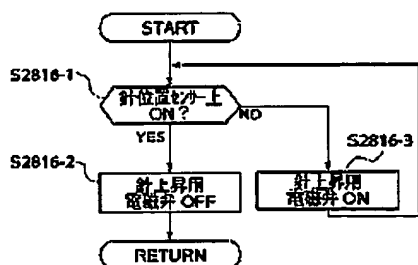 START
S2816-1
針位置センサー上
ON?
NO
YES
S2816-2
S2816-3
針上昇用
電磁弁 OFF
針上昇用
電磁弁 ON
RETURN